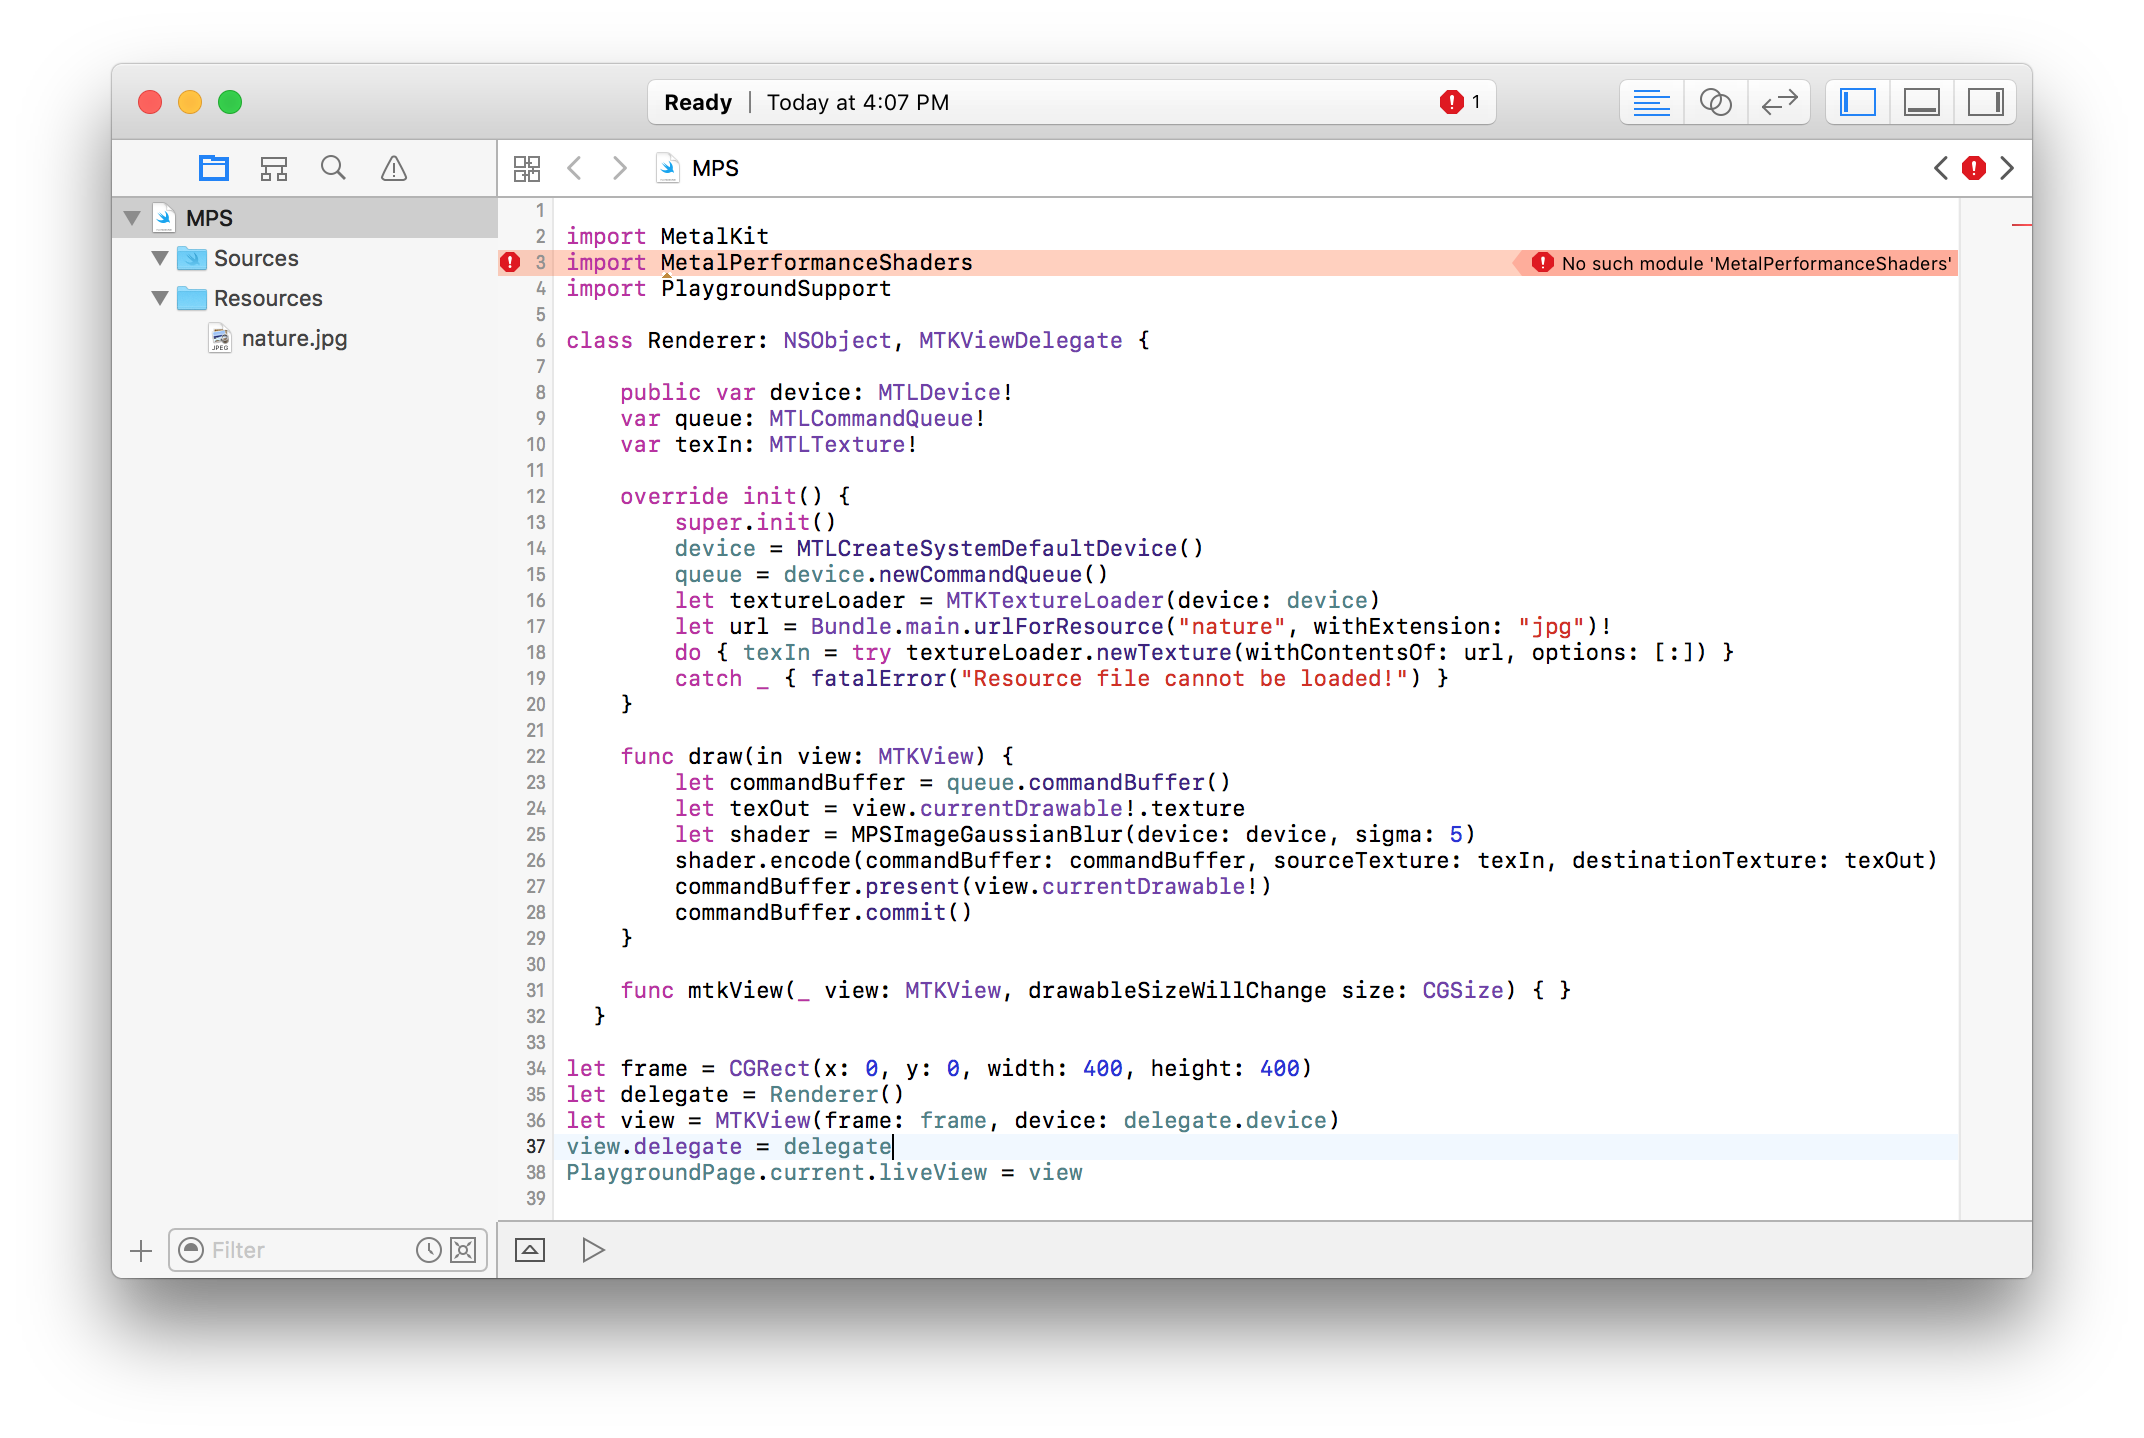 Ready | Today at 4:07 PM
1
MPS
MPS
Sources
Resources
nature.jpg
1
2 import MetalKit
3 import MetalPerformanceShaders
No such module 'MetalPerformanceShaders'
4 import PlaygroundSupport
5
6 class Renderer: NSObject, MTKViewDelegate {
7
8     public var device: MTLDevice!
9     var queue: MTLCommandQueue!
10     var texIn: MTLTexture!
11
12     override init() {
13         super.init()
14         device = MTLCreateSystemDefaultDevice()
15         queue = device.newCommandQueue()
16         let textureLoader = MTKTextureLoader(device: device)
17         let url = Bundle.main.urlForResource("nature", withExtension: "jpg")!
18         do { texIn = try textureLoader.newTexture(withContentsOf: url, options: [:]) }
19         catch _ { fatalError("Resource file cannot be loaded!") }
20     }
21
22     func draw(in view: MTKView) {
23         let commandBuffer = queue.commandBuffer()
24         let texOut = view.currentDrawable!.texture
25         let shader = MPSImageGaussianBlur(device: device, sigma: 5)
26         shader.encode(commandBuffer: commandBuffer, sourceTexture: texIn, destinationTexture: texOut)
27         commandBuffer.present(view.currentDrawable!)
28         commandBuffer.commit()
29     }
30
31     func mtkView(_ view: MTKView, drawableSizeWillChange size: CGSize) { }
32   }
33
34 let frame = CGRect(x: 0, y: 0, width: 400, height: 400)
35 let delegate = Renderer()
36 let view = MTKView(frame: frame, device: delegate.device)
37 view.delegate = delegate
38 PlaygroundPage.current.liveView = view
39
Filter